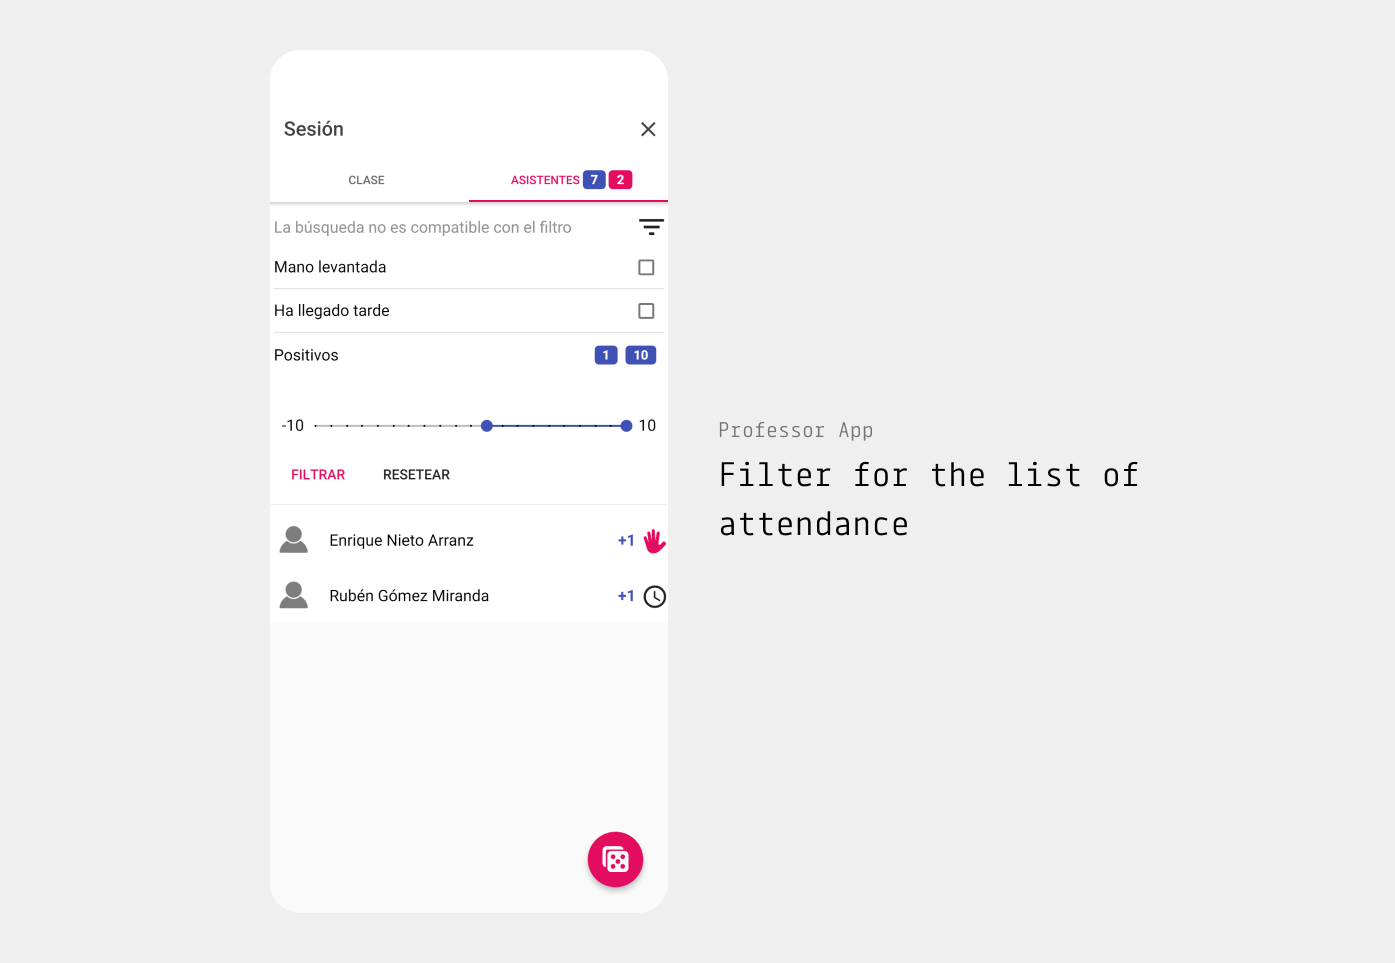 Sesión
CLASE
ASISTENTES 7 2
La búsqueda no es compatible con el filtro
Mano levantada
Ha llegado tarde
Positivos 1 10
-10 10
FILTRAR RESETEAR
Enrique Nieto Arranz +1
Rubén Gómez Miranda +1
Professor App
Filter for the list of
attendance